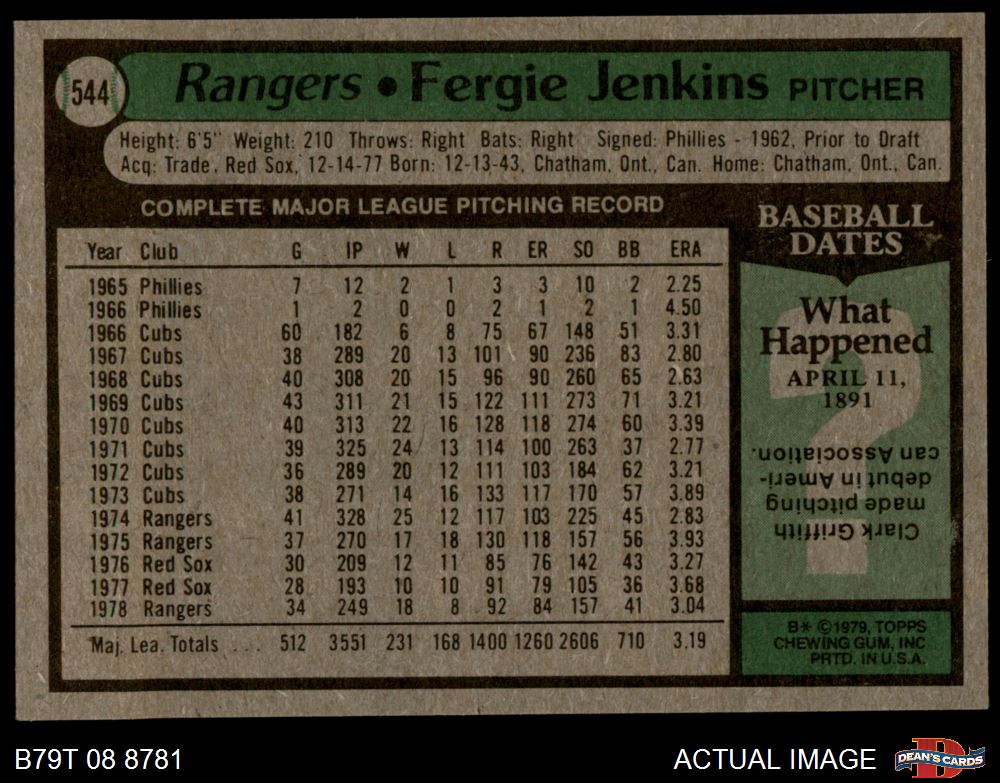 544
Rangers • Fergie Jenkins PITCHER
Height: 6'5" Weight: 210 Throws: Right Bats: Right Signed: Phillies - 1962, Prior to Draft
Acq: Trade, Red Sox, 12-14-77 Born: 12-13-43, Chatham, Ont., Can. Home: Chatham, Ont., Can.
COMPLETE MAJOR LEAGUE PITCHING RECORD
Year Club G IP W L R ER SO BB ERA
1965 Phillies 7 12 2 1 3 3 10 2 2.25
1966 Phillies 1 2 0 0 2 1 2 1 4.50
1966 Cubs 60 182 6 8 75 67 148 51 3.31
1967 Cubs 38 289 20 13 101 90 236 83 2.80
1968 Cubs 40 308 20 15 96 90 260 65 2.63
1969 Cubs 43 311 21 15 122 111 273 71 3.21
1970 Cubs 40 313 22 16 128 118 274 60 3.39
1971 Cubs 39 325 24 13 114 100 263 37 2.77
1972 Cubs 36 289 20 12 111 103 184 62 3.21
1973 Cubs 38 271 14 16 133 117 170 57 3.89
1974 Rangers 41 328 25 12 117 103 225 45 2.83
1975 Rangers 37 270 17 18 130 118 157 56 3.93
1976 Red Sox 30 209 12 11 85 76 142 43 3.27
1977 Red Sox 28 193 10 10 91 79 105 36 3.68
1978 Rangers 34 249 18 8 92 84 157 41 3.04
Maj. Lea. Totals ... 512 3551 231 168 1400 1260 2606 710 3.19
BASEBALL
DATES
What
Happened
APRIL 11,
1891
Clark Griffith
made pitching
debut in Ameri-
can Association.
B* ©1979, TOPPS
CHEWING GUM, INC
PRTD. IN U.S.A.
B79T 08 8781
ACTUAL IMAGE
DEAN'S CARDS